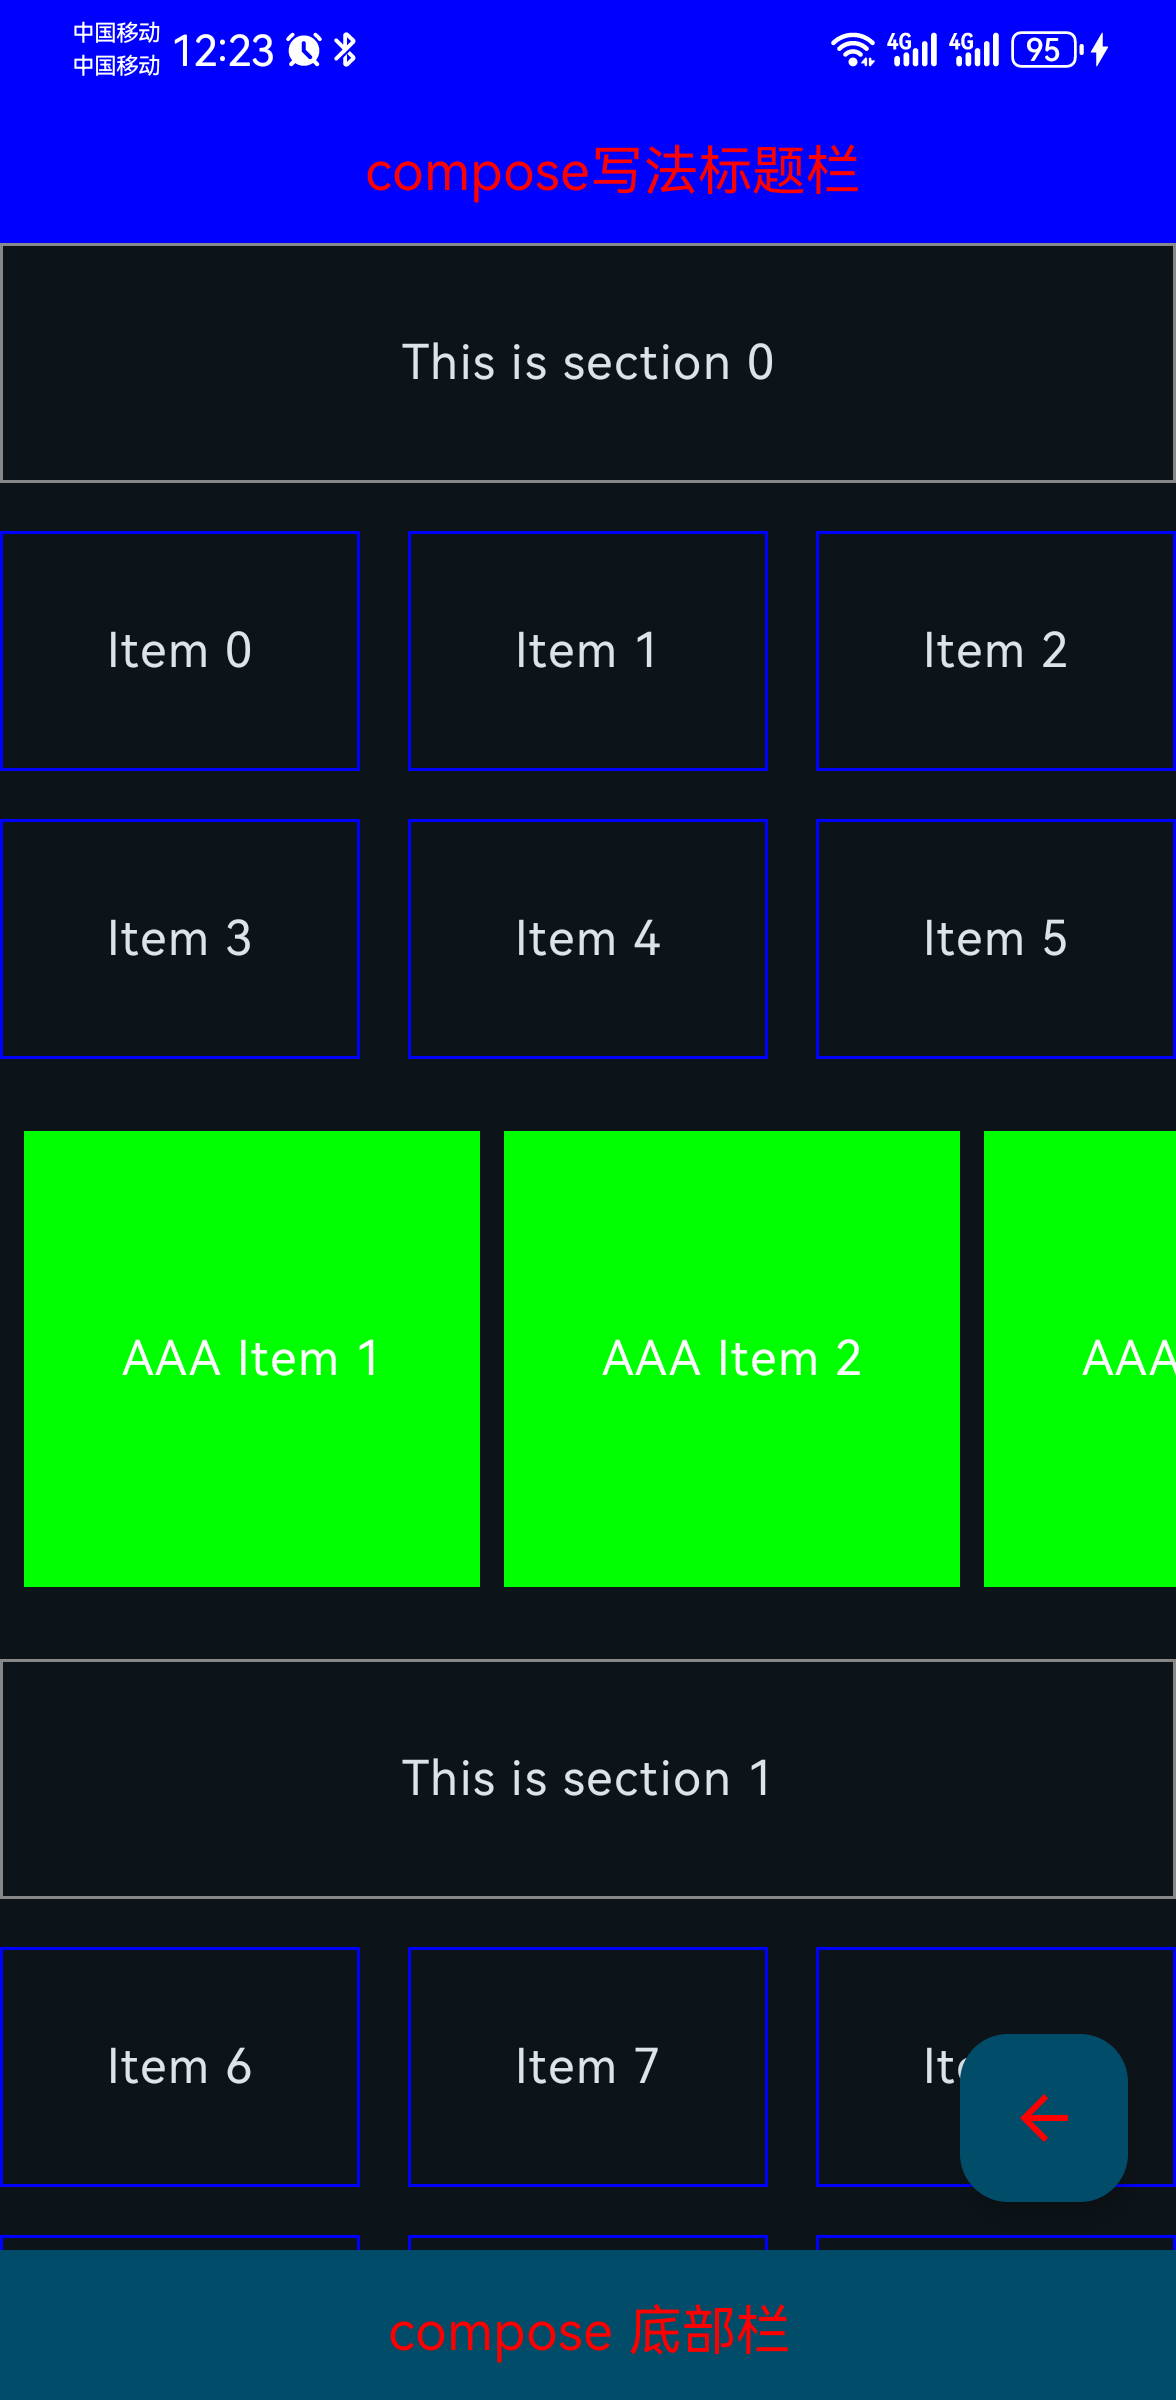 中国移动
中国移动
12:23
4G 4G 95
compose写法标题栏
This is section 0
Item 0 Item 1 Item 2
Item 3 Item 4 Item 5
AAA Item 1 AAA Item 2 AAA
This is section 1
Item 6 Item 7
compose 底部栏